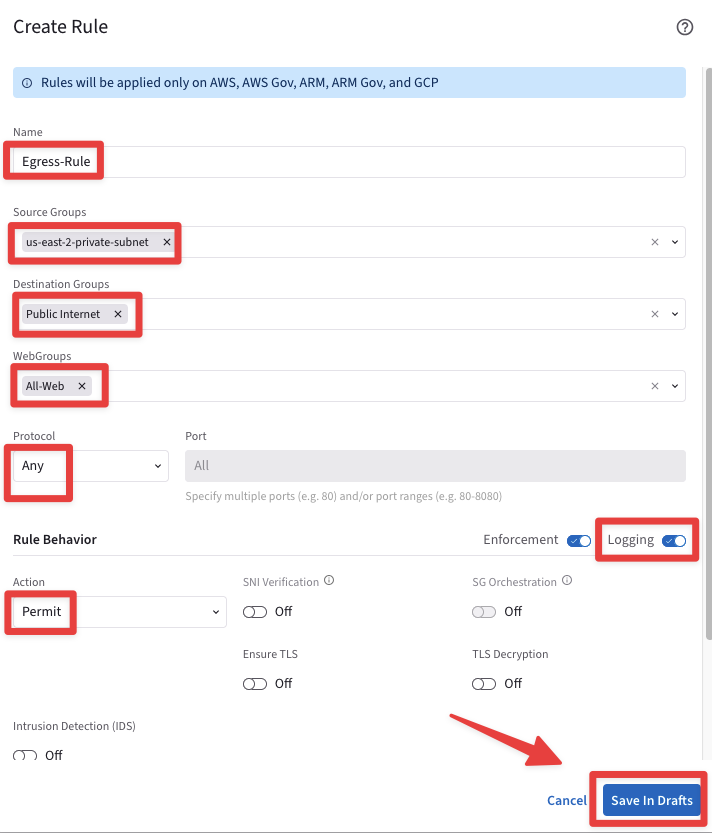 Create Rule
Rules will be applied only on AWS, AWS Gov, ARM, ARM Gov, and GCP
Name
Egress-Rule
Source Groups
us-east-2-private-subnet
Destination Groups
Public Internet
WebGroups
All-Web
Protocol Port
Any All
Specify multiple ports (e.g. 80) and/or port ranges (e.g. 80-8080)
Rule Behavior Enforcement Logging
Action SNI Verification SG Orchestration
Permit Off Off
Ensure TLS TLS Decryption
Off Off
Intrusion Detection (IDS)
Off
Cancel Save In Drafts